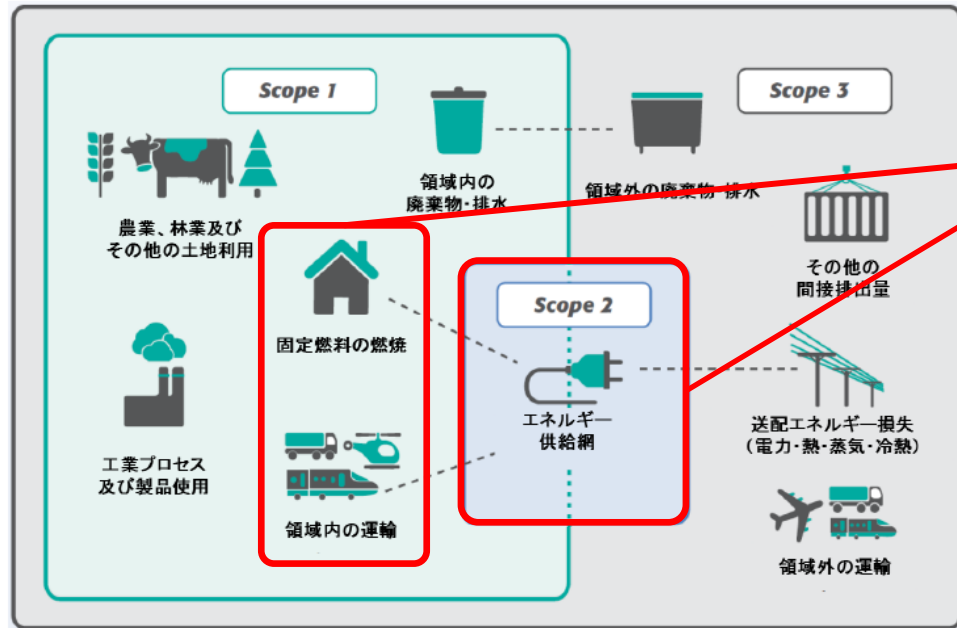 Scope 1
Scope 3
領域内の
廃棄物・排水
領域外の廃棄物・排水
農業、林業及び
その他の土地利用
その他の
間接排出量
Scope 2
固定燃料の燃焼
エネルギー
供給網
送配エネルギー損失
(電力・熱・蒸気・冷熱)
工業プロセス
及び製品使用
領域内の運輸
領域外の運輸